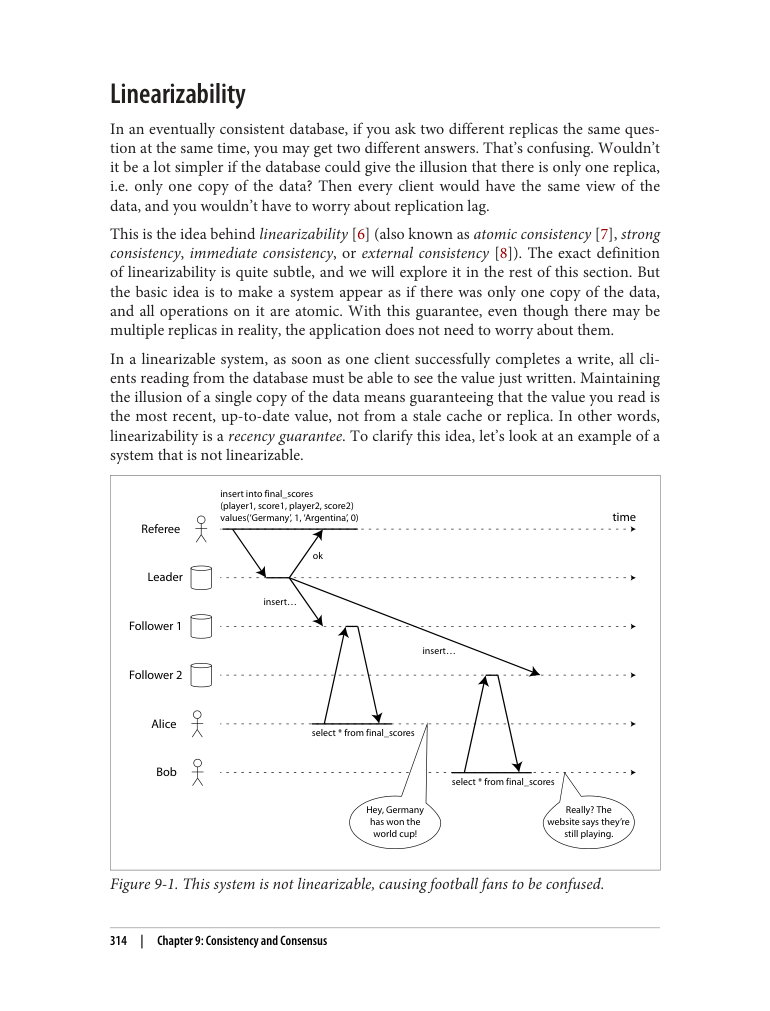 Linearizability
In an eventually consistent database, if you ask two different replicas the same ques-
tion at the same time, you may get two different answers. That’s confusing. Wouldn’t
it be a lot simpler if the database could give the illusion that there is only one replica,
i.e. only one copy of the data? Then every client would have the same view of the
data, and you wouldn’t have to worry about replication lag.
This is the idea behind linearizability [6] (also known as atomic consistency [7], strong
consistency, immediate consistency, or external consistency [8]). The exact definition
of linearizability is quite subtle, and we will explore it in the rest of this section. But
the basic idea is to make a system appear as if there was only one copy of the data,
and all operations on it are atomic. With this guarantee, even though there may be
multiple replicas in reality, the application does not need to worry about them.
In a linearizable system, as soon as one client successfully completes a write, all cli-
ents reading from the database must be able to see the value just written. Maintaining
the illusion of a single copy of the data means guaranteeing that the value you read is
the most recent, up-to-date value, not from a stale cache or replica. In other words,
linearizability is a recency guarantee. To clarify this idea, let’s look at an example of a
system that is not linearizable.
insert into final_scores
(player1, score1, player2, score2)
values(‘Germany’, 1, ‘Argentina’, 0)
time
Referee
ok
Leader
insert…
Follower 1
insert…
Follower 2
Alice
select * from final_scores
Bob
select * from final_scores
Hey, Germany
has won the
world cup!
Really? The
website says they’re
still playing.
Figure 9-1. This system is not linearizable, causing football fans to be confused.
314 | Chapter 9: Consistency and Consensus